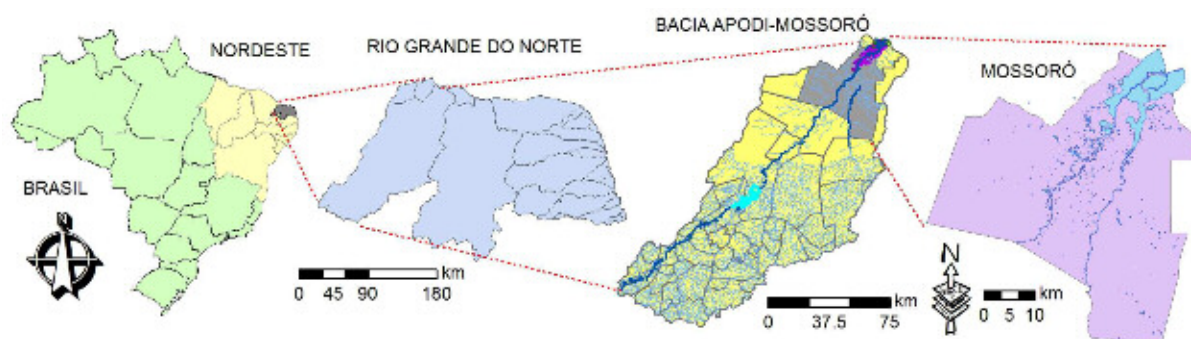 NORDESTE
RIO GRANDE DO NORTE
BACIA APODI-MOSSORÓ
MOSSORÓ
BRASIL
N
km
0 45 90 180
km
0 37.5 75
N
km
0 5 10